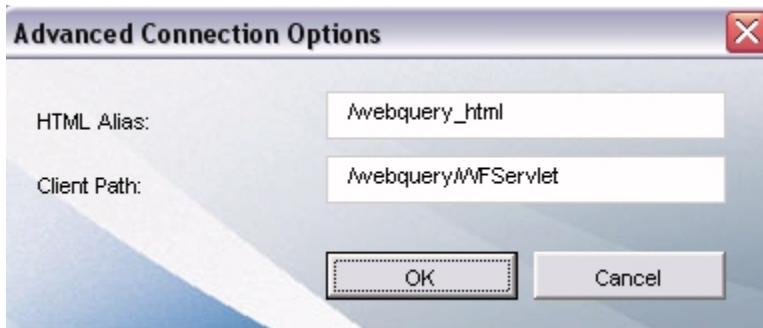 Advanced Connection Options
HTML Alias: /webquery_html
Client Path: /webquery/WFServlet
OK Cancel